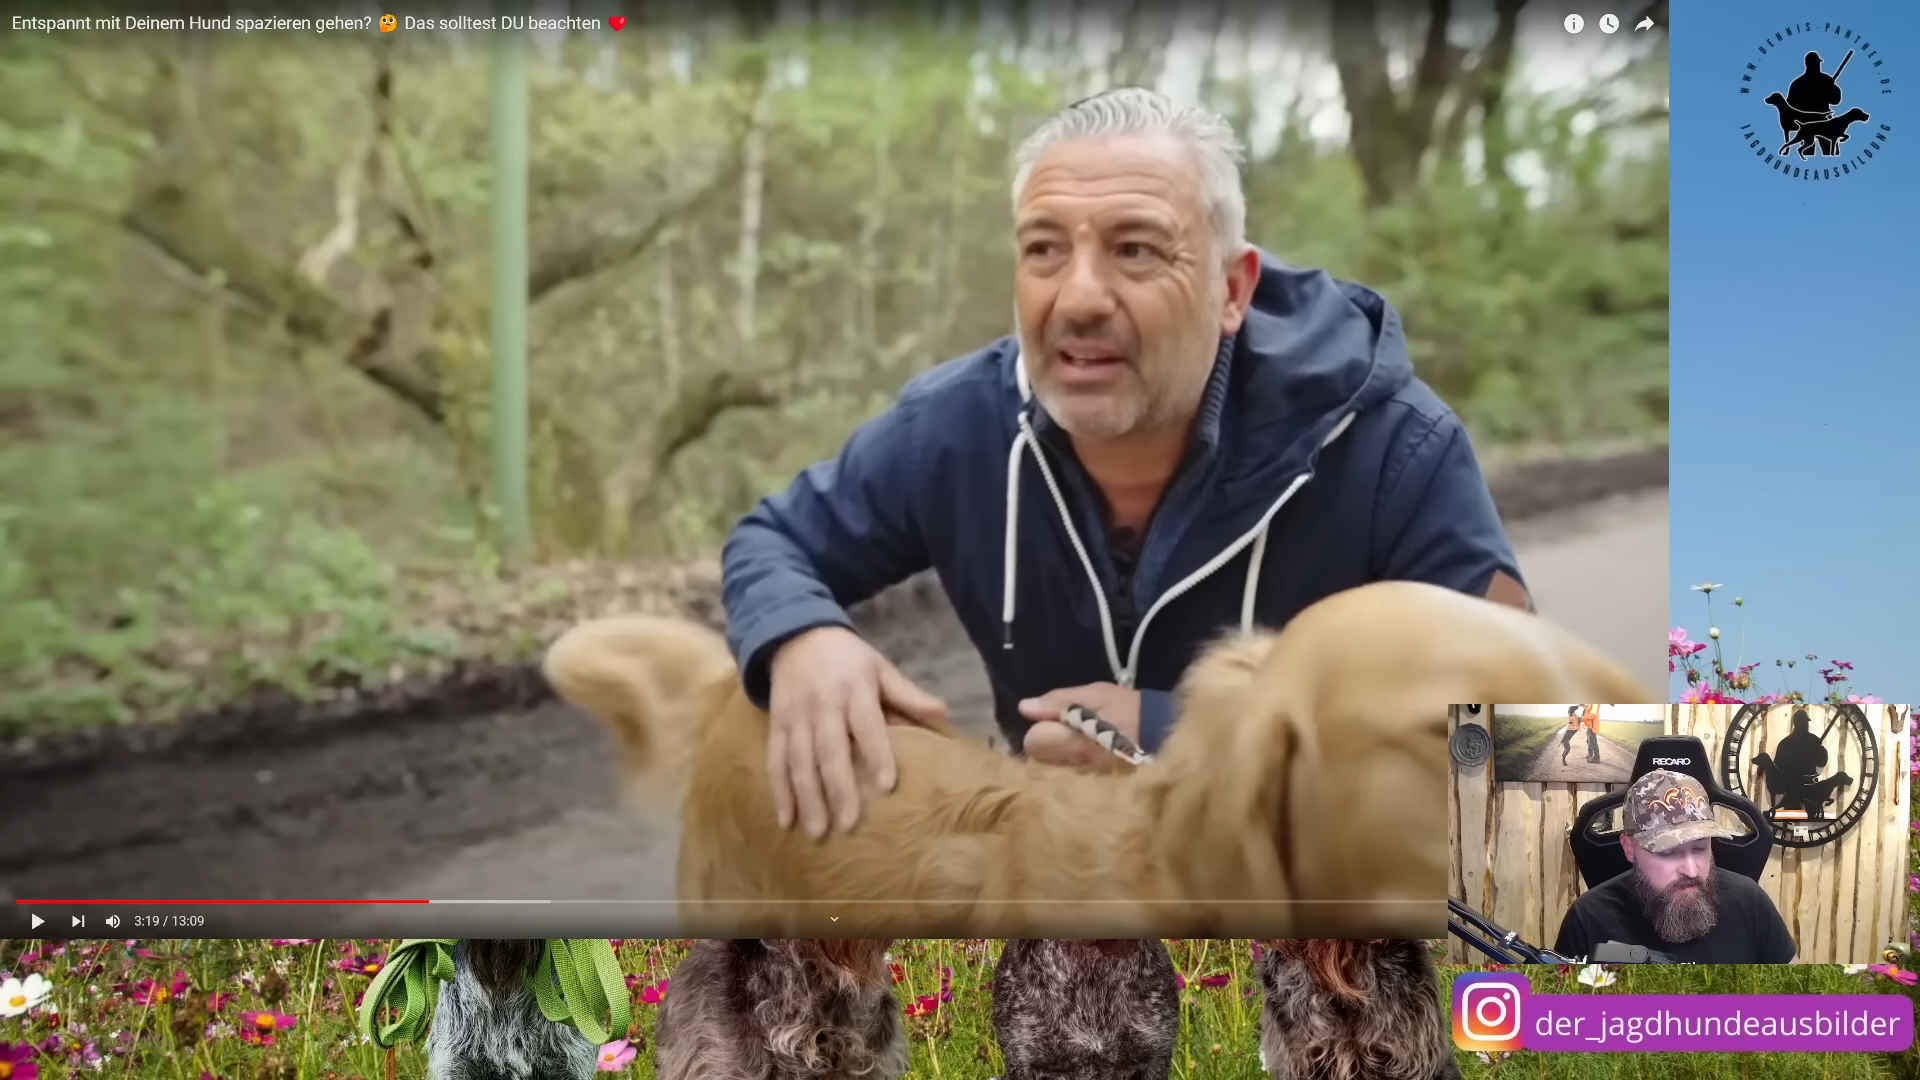 Entspannt mit Deinem Hund spazieren gehen? 🤔 Das solltest DU beachten ❤️
WWW.DENNIS-PANTHEN.DE
JAGDHUNDEAUSBILDUNG
RECARO
3:19 / 13:09
der_jagdhundeausbilder